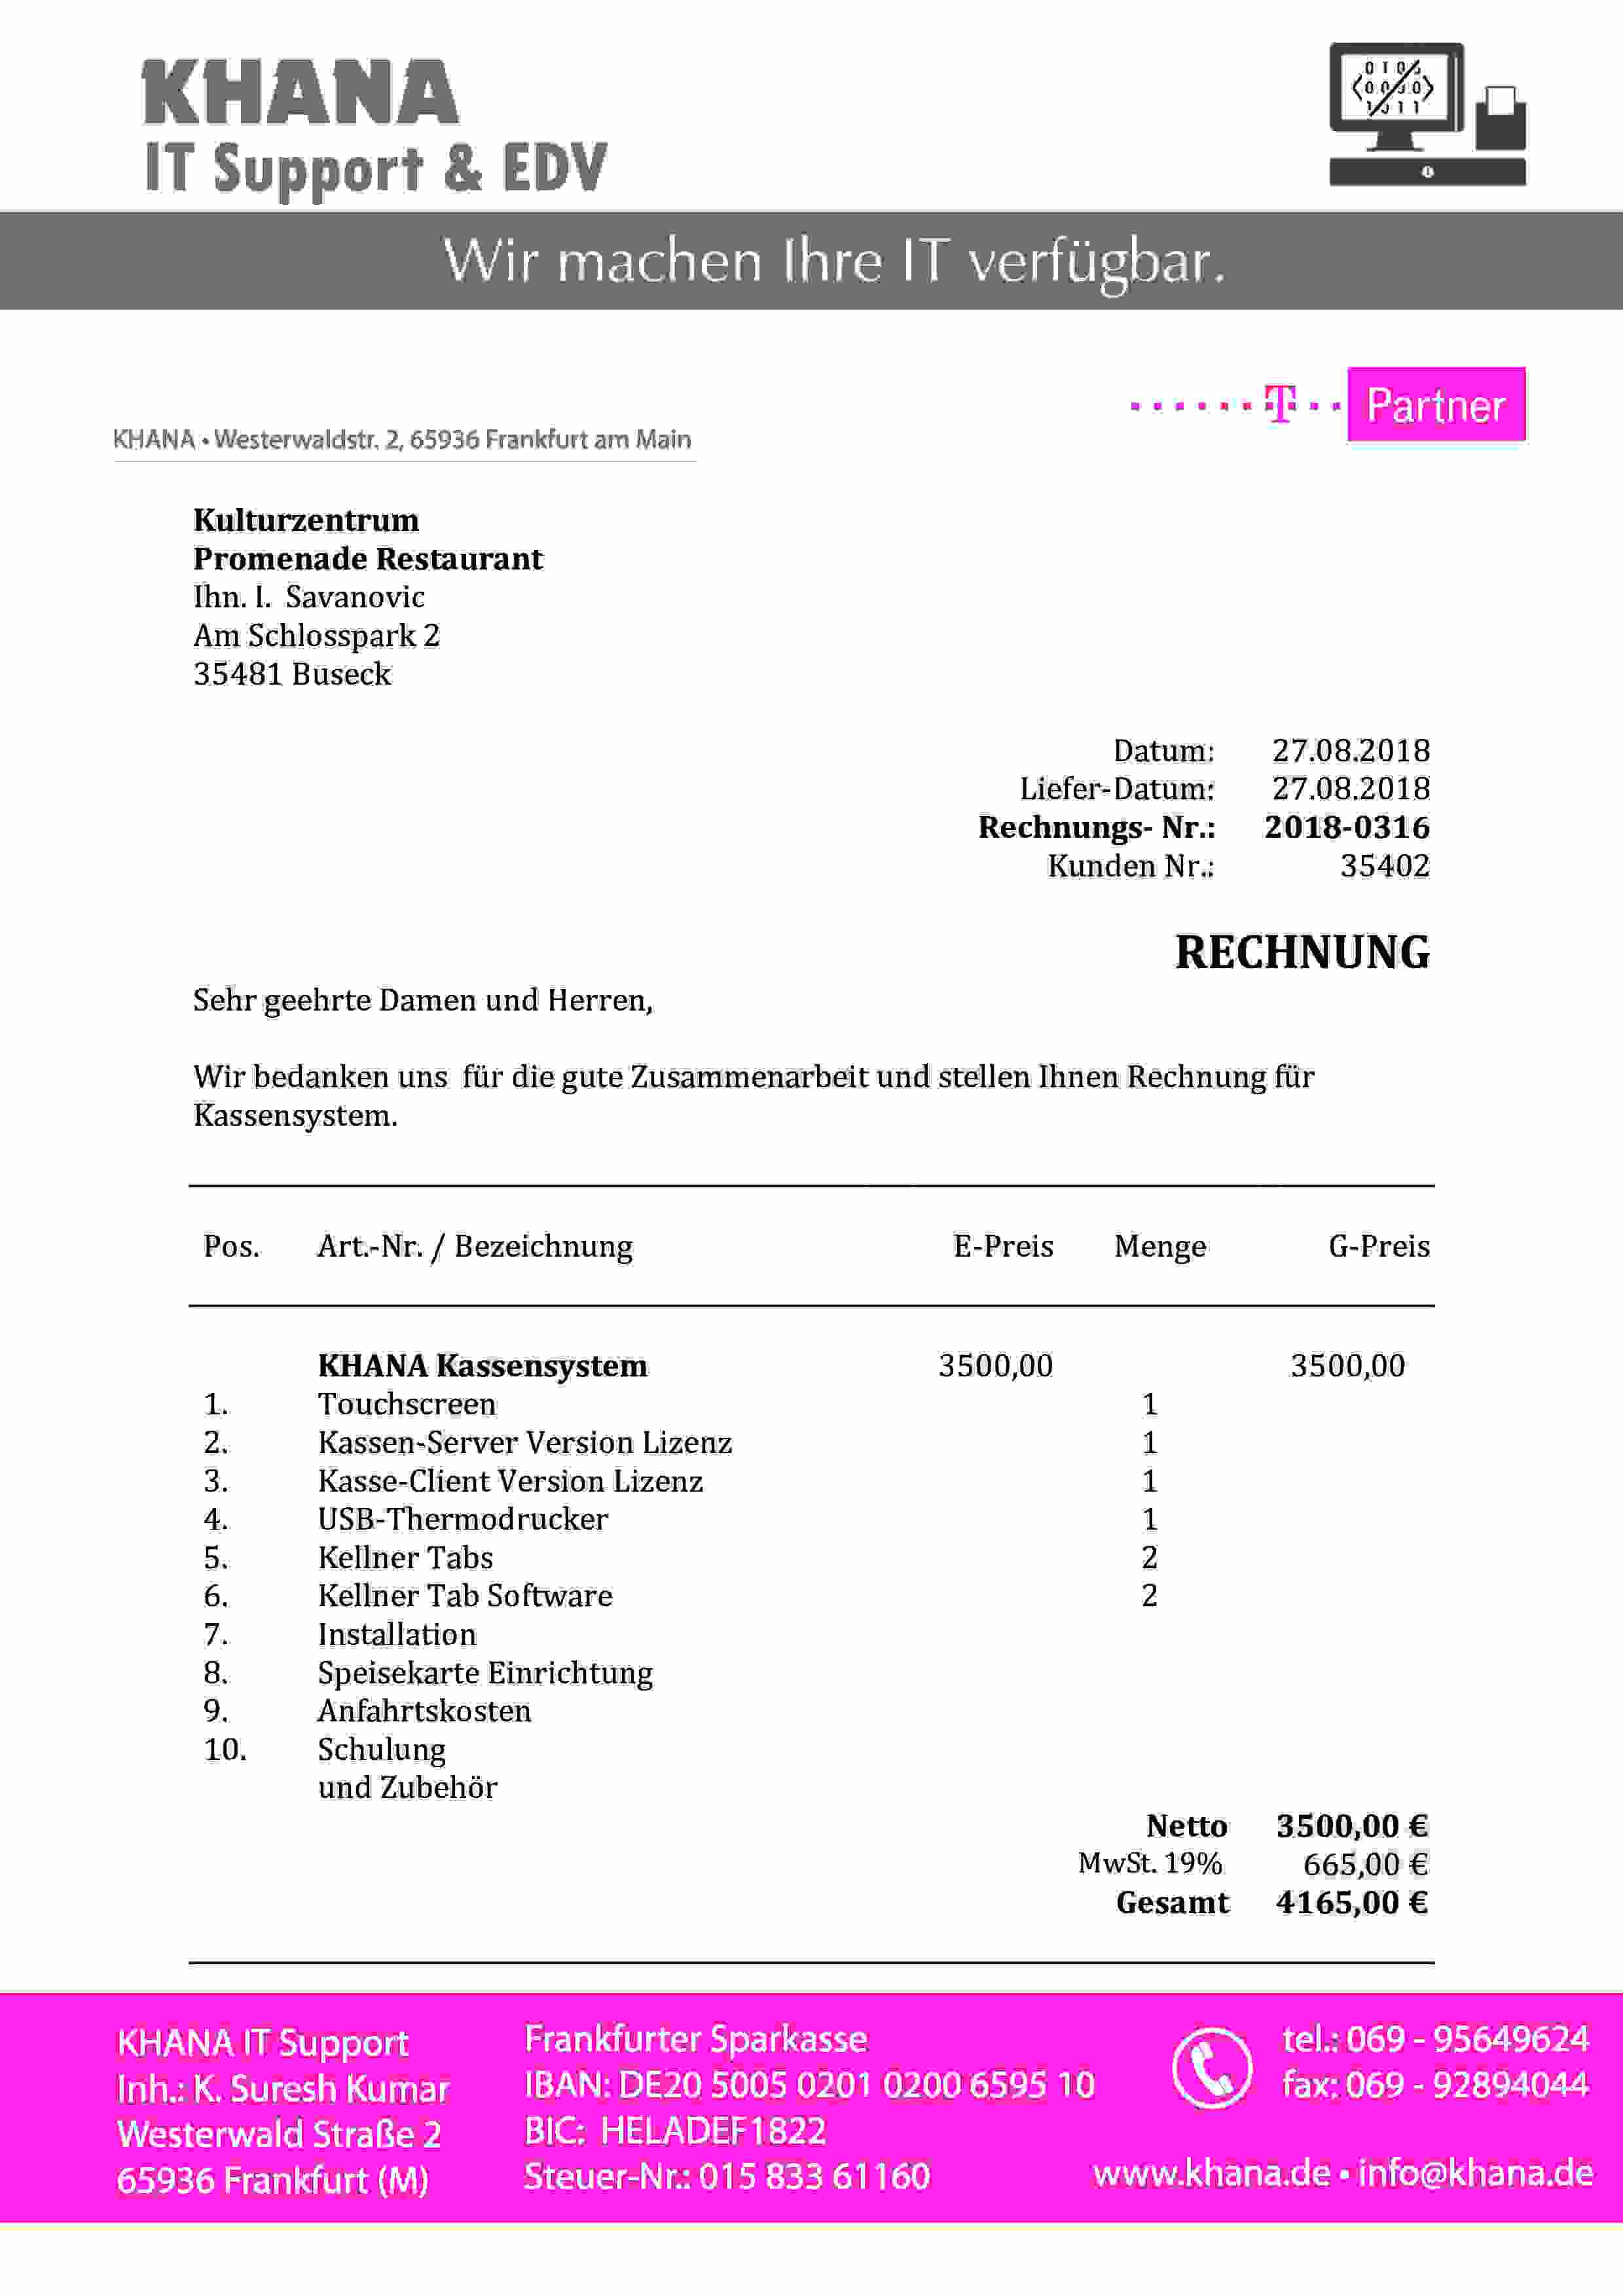 KHANA
IT Support & EDV
Wir machen Ihre IT verfügbar.
T Partner
KHANA • Westerwaldstr. 2, 65936 Frankfurt am Main
Kulturzentrum
Promenade Restaurant
Ihn. I. Savanovic
Am Schlosspark 2
35481 Buseck
Datum: 27.08.2018
Liefer-Datum: 27.08.2018
Rechnungs- Nr.: 2018-0316
Kunden Nr.: 35402
RECHNUNG
Sehr geehrte Damen und Herren,
Wir bedanken uns für die gute Zusammenarbeit und stellen Ihnen Rechnung für
Kassensystem.
Pos. Art.-Nr. / Bezeichnung E-Preis Menge G-Preis
KHANA Kassensystem 3500,00 3500,00
1. Touchscreen 1
2. Kassen-Server Version Lizenz 1
3. Kasse-Client Version Lizenz 1
4. USB-Thermodrucker 1
5. Kellner Tabs 2
6. Kellner Tab Software 2
7. Installation
8. Speisekarte Einrichtung
9. Anfahrtskosten
10. Schulung
und Zubehör
Netto 3500,00 €
MwSt. 19% 665,00 €
Gesamt 4165,00 €
KHANA IT Support
Inh.: K. Suresh Kumar
Westerwald Straße 2
65936 Frankfurt (M)
Frankfurter Sparkasse
IBAN: DE20 5005 0201 0200 6595 10
BIC: HELADEF1822
Steuer-Nr.: 015 833 61160
tel.: 069 - 95649624
fax: 069 - 92894044
www.khana.de • info@khana.de